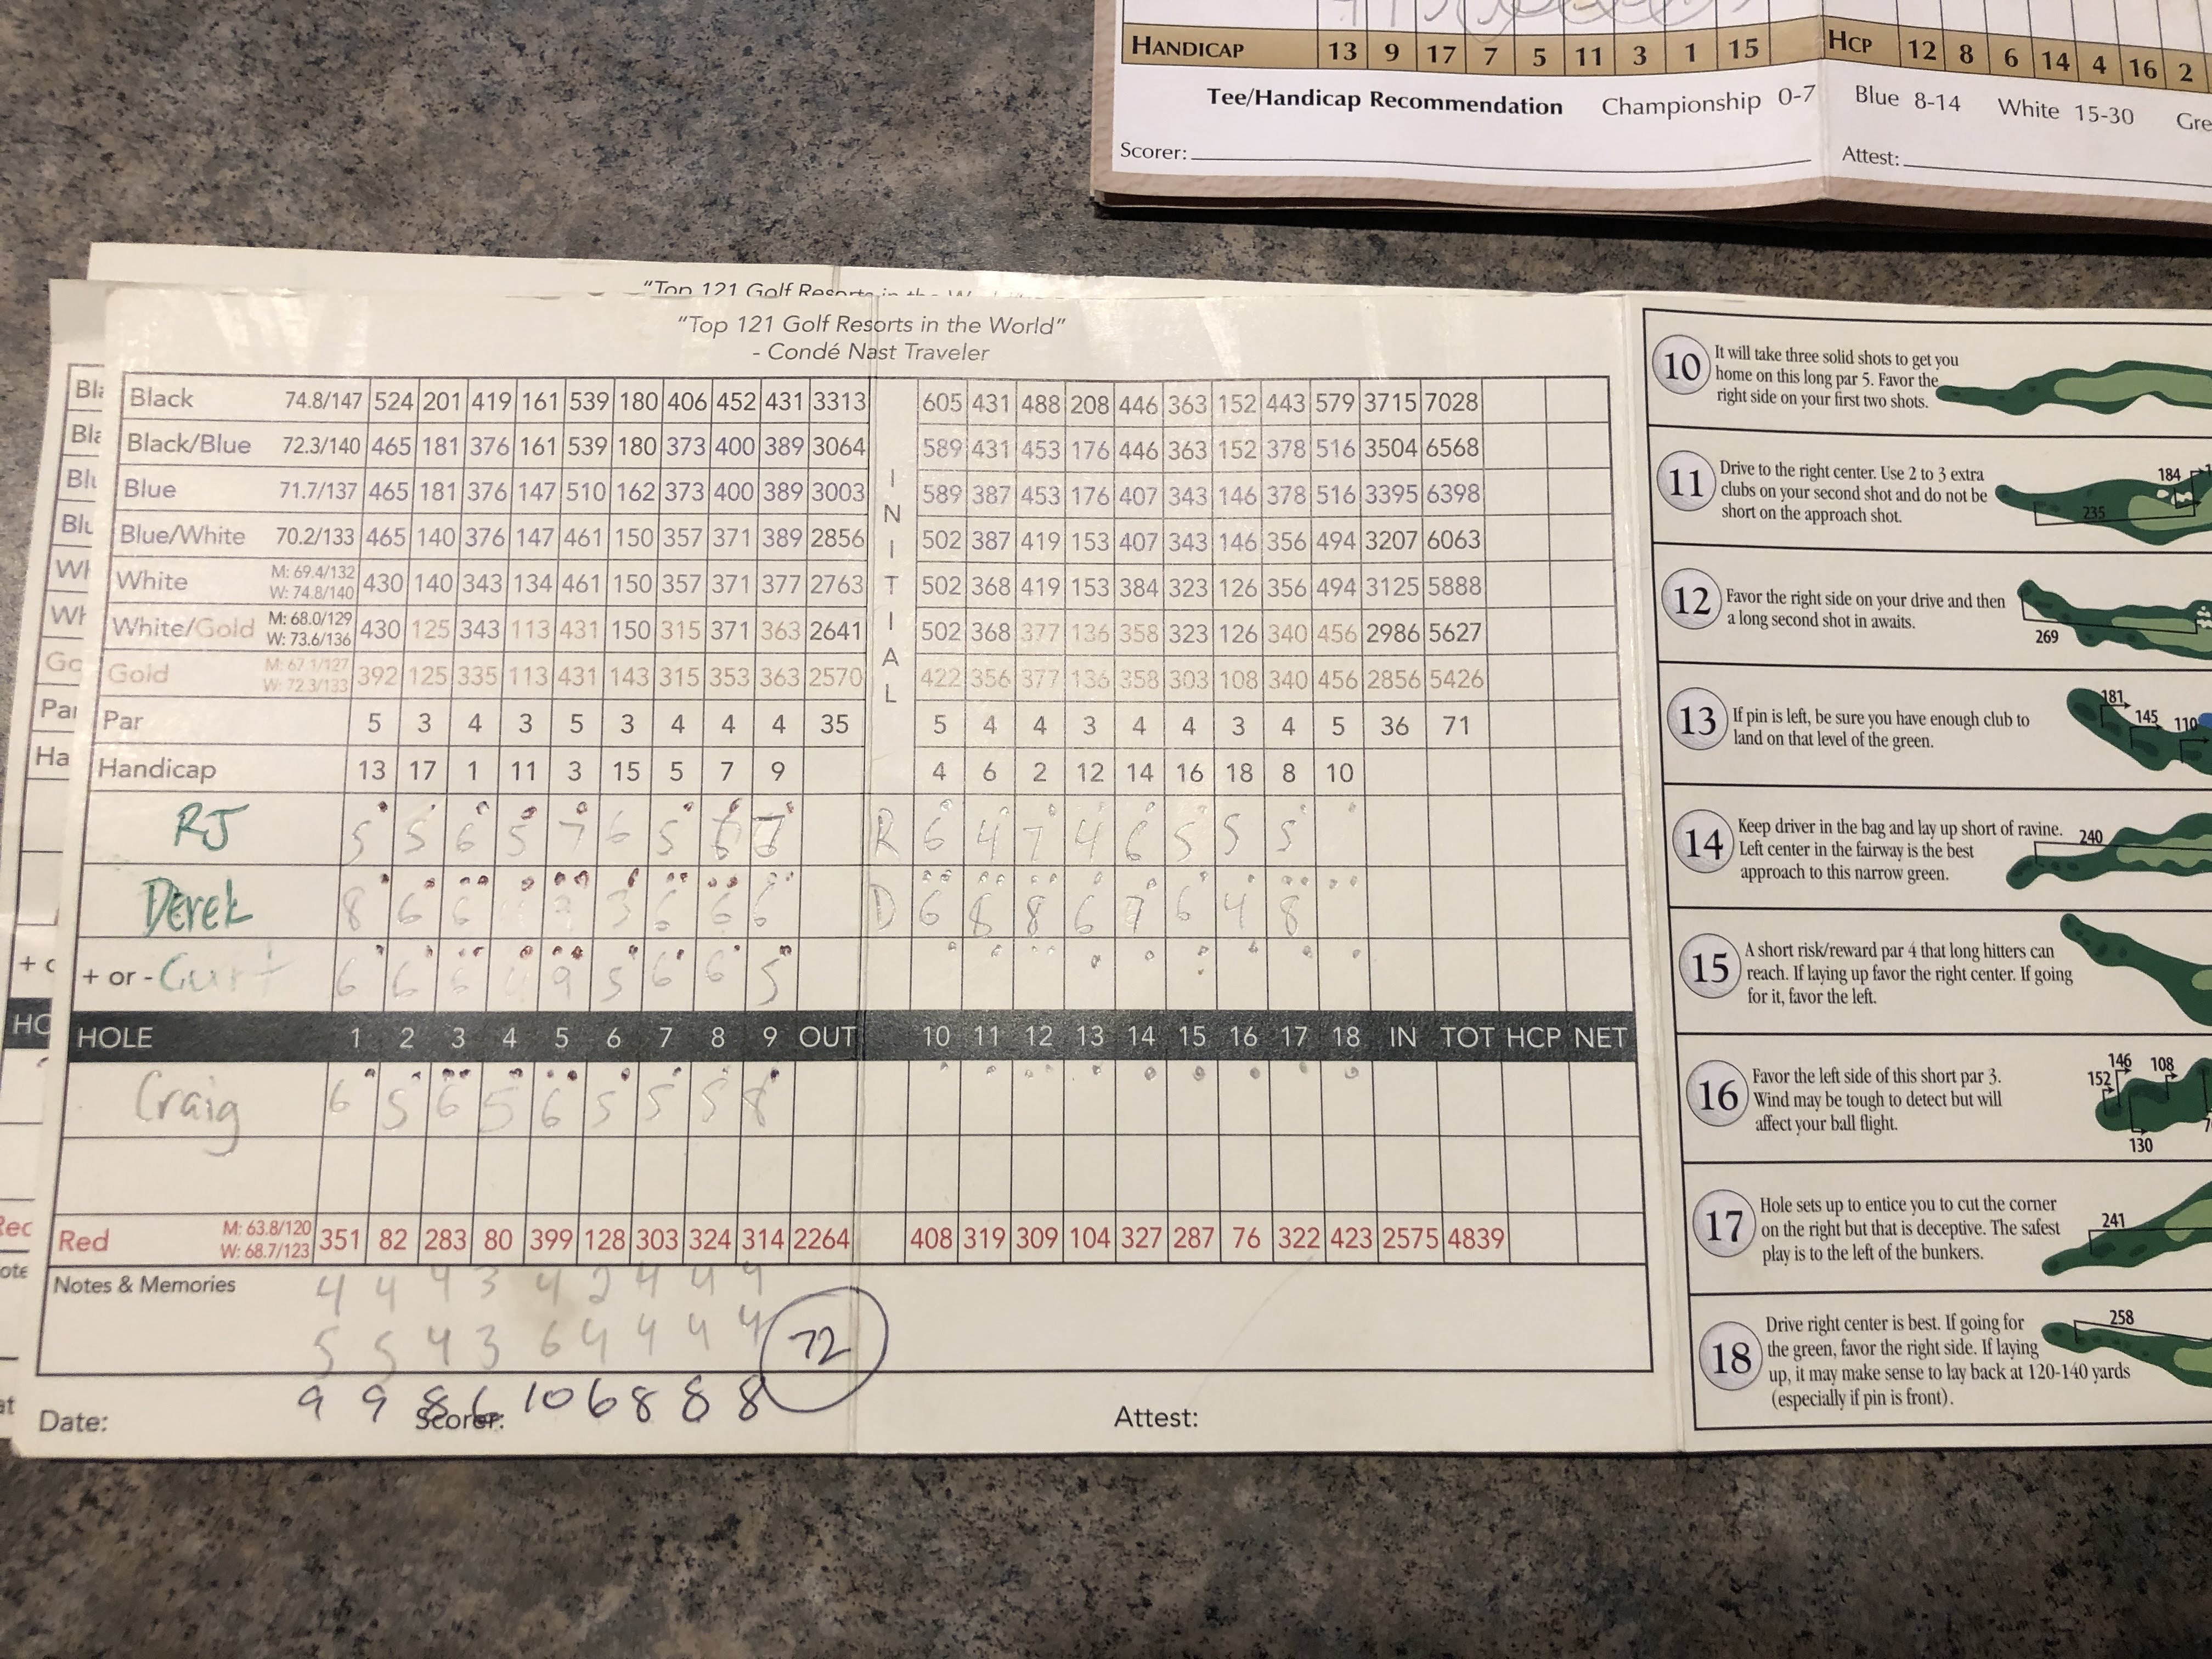 HANDICAP 13 9 17 7 5 11 3 1 15 HCP 12 8 6 14 4 16 2
Tee/Handicap Recommendation Championship 0-7 Blue 8-14 White 15-30 Gre
Scorer: Attest:
"Top 121 Golf Resorts in the W
"Top 121 Golf Resorts in the World"
- Condé Nast Traveler
Bla
Bla
Blu
Blu
Wh
Wh
Go
Par
Ha
+ o
HO
Rec
ote
at
Black 74.8/147 524 201 419 161 539 180 406 452 431 3313 605 431 488 208 446 363 152 443 579 3715 7028
Black/Blue 72.3/140 465 181 376 161 539 180 373 400 389 3064 589 431 453 176 446 363 152 378 516 3504 6568
Blue 71.7/137 465 181 376 147 510 162 373 400 389 3003 589 387 453 176 407 343 146 378 516 3395 6398
Blue/White 70.2/133 465 140 376 147 461 150 357 371 389 2856 502 387 419 153 407 343 146 356 494 3207 6063
White M: 69.4/132 W: 74.8/140 430 140 343 134 461 150 357 371 377 2763 502 368 419 153 384 323 126 356 494 3125 5888
White/Gold M: 68.0/129 W: 73.6/136 430 125 343 113 431 150 315 371 363 2641 502 368 377 136 358 323 126 340 456 2986 5627
Gold M: 67.1/127 W: 72.3/133 392 125 335 113 431 143 315 353 363 2570 422 356 377 136 358 303 108 340 456 2856 5426
INITIAL
Par 5 3 4 3 5 3 4 4 4 35 5 4 4 3 4 4 3 4 5 36 71
Handicap 13 17 1 11 3 15 5 7 9 4 6 2 12 14 16 18 8 10
RJ 5 5 6 5 7 6 5 6 7 R 6 4 7 4 6 5 5 5
Derek 8 6 6 3 6 6 6 D 6 8 8 6 7 6 4 8
+ or - Curt 6 6 6 9 5 6 6 5
HOLE 1 2 3 4 5 6 7 8 9 OUT 10 11 12 13 14 15 16 17 18 IN TOT HCP NET
Craig 6 5 6 5 6 5 5 5 8
Red M: 63.8/120 W: 68.7/123 351 82 283 80 399 128 303 324 314 2264 408 319 309 104 327 287 76 322 423 2575 4839
Notes & Memories
4 4 4 3 4 2 4 4 4
5 5 4 3 6 4 4 4 4 72
9 9 8 6 10 6 8 8 8
Date: Scorer: Attest:
10 It will take three solid shots to get you
home on this long par 5. Favor the
right side on your first two shots.
11 Drive to the right center. Use 2 to 3 extra
clubs on your second shot and do not be
short on the approach shot.
184
235
12 Favor the right side on your drive and then
a long second shot in awaits.
269
13 If pin is left, be sure you have enough club to
land on that level of the green.
181 145 110
14 Keep driver in the bag and lay up short of ravine.
Left center in the fairway is the best
approach to this narrow green.
240
15 A short risk/reward par 4 that long hitters can
reach. If laying up favor the right center. If going
for it, favor the left.
16 Favor the left side of this short par 3.
Wind may be tough to detect but will
affect your ball flight.
146 108
152
130
17 Hole sets up to entice you to cut the corner
on the right but that is deceptive. The safest
play is to the left of the bunkers.
241
18 Drive right center is best. If going for
the green, favor the right side. If laying
up, it may make sense to lay back at 120-140 yards
(especially if pin is front).
258